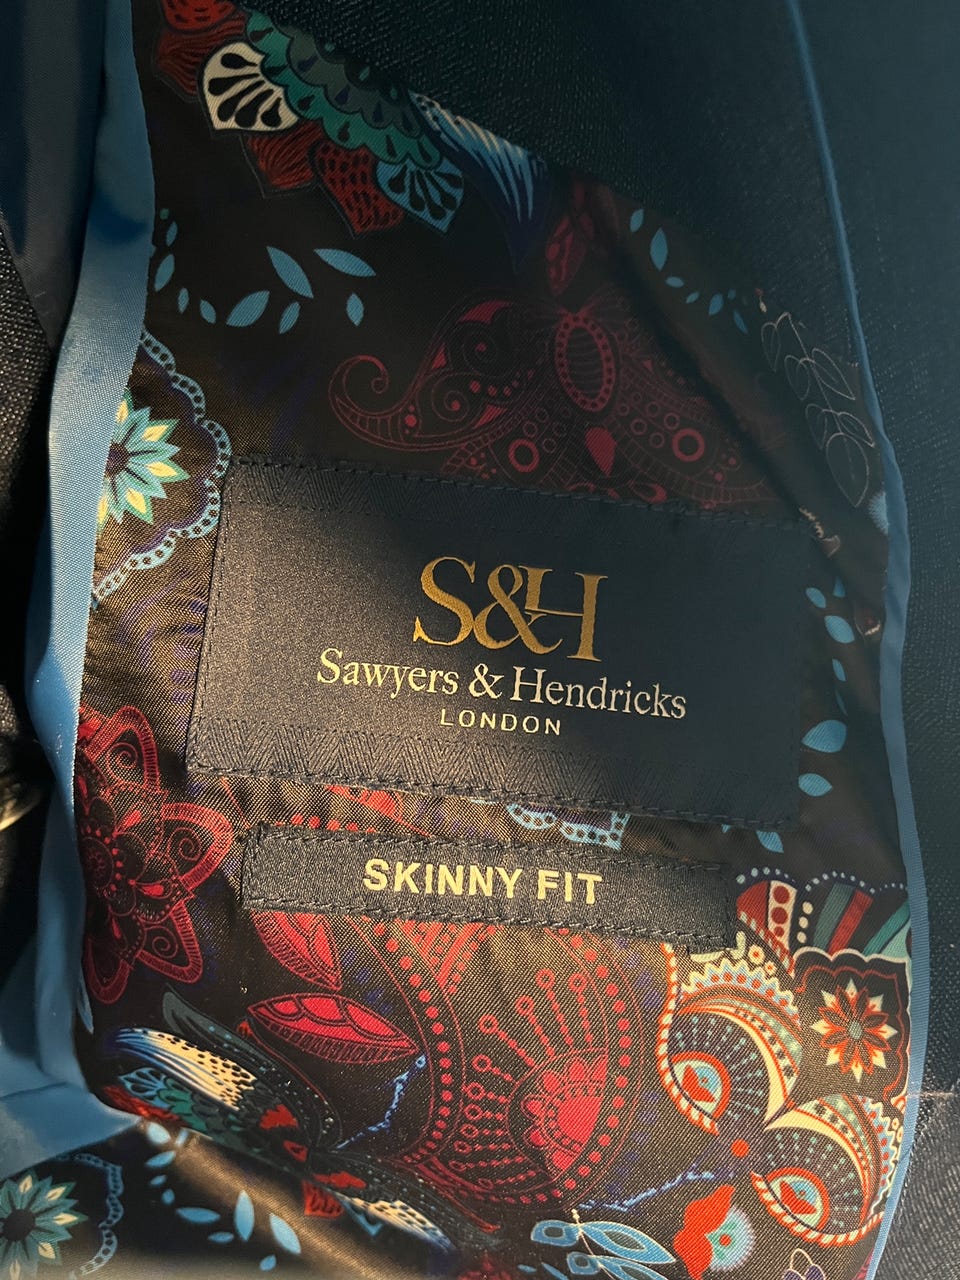 S&H
Sawyers & Hendricks
LONDON
SKINNY FIT